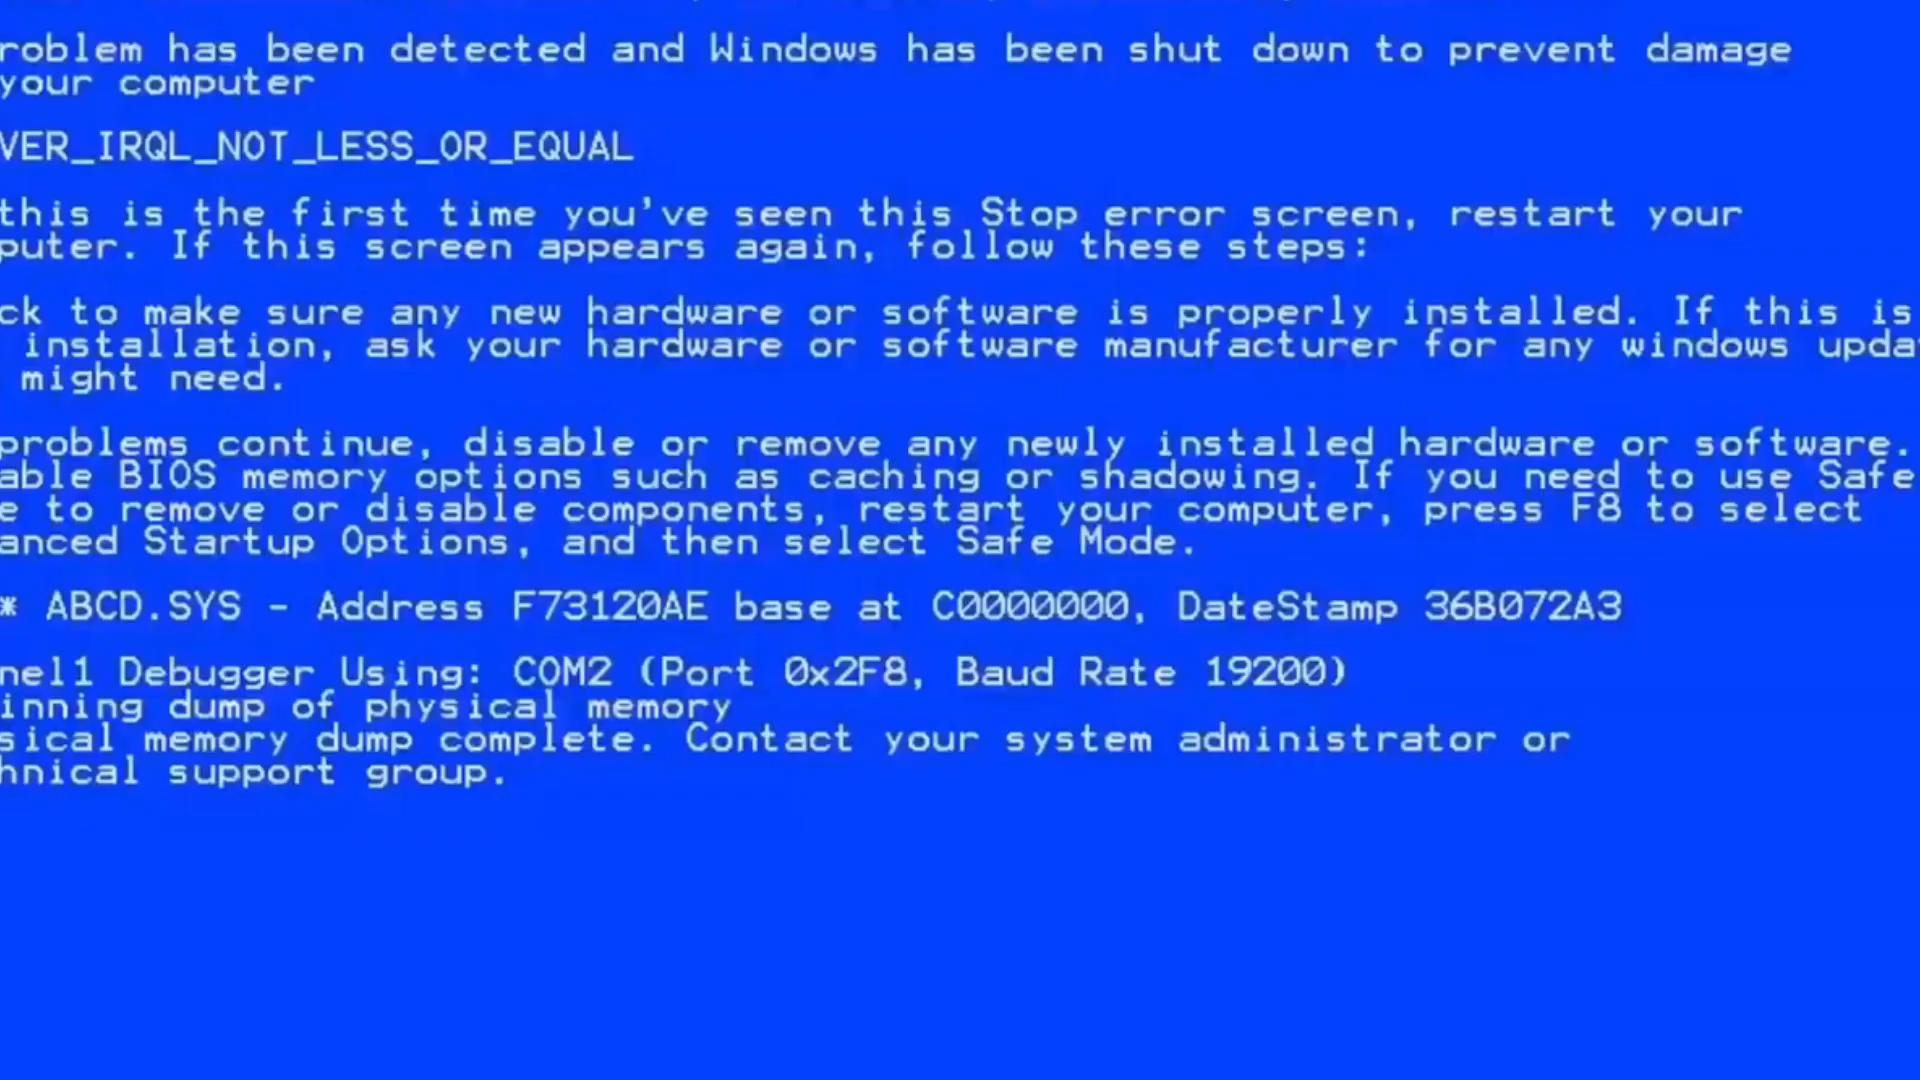 roblem has been detected and Windows has been shut down to prevent damage
your computer
VER_IRQL_NOT_LESS_OR_EQUAL
this is the first time you've seen this Stop error screen, restart your
puter. If this screen appears again, follow these steps:
ck to make sure any new hardware or software is properly installed. If this is
installation, ask your hardware or software manufacturer for any windows upda
might need.
problems continue, disable or remove any newly installed hardware or software.
able BIOS memory options such as caching or shadowing. If you need to use Safe
e to remove or disable components, restart your computer, press F8 to select
anced Startup Options, and then select Safe Mode.
* ABCD.SYS - Address F73120AE base at C0000000, DateStamp 36B072A3
nel1 Debugger Using: COM2 (Port 0x2F8, Baud Rate 19200)
inning dump of physical memory
sical memory dump complete. Contact your system administrator or
hnical support group.